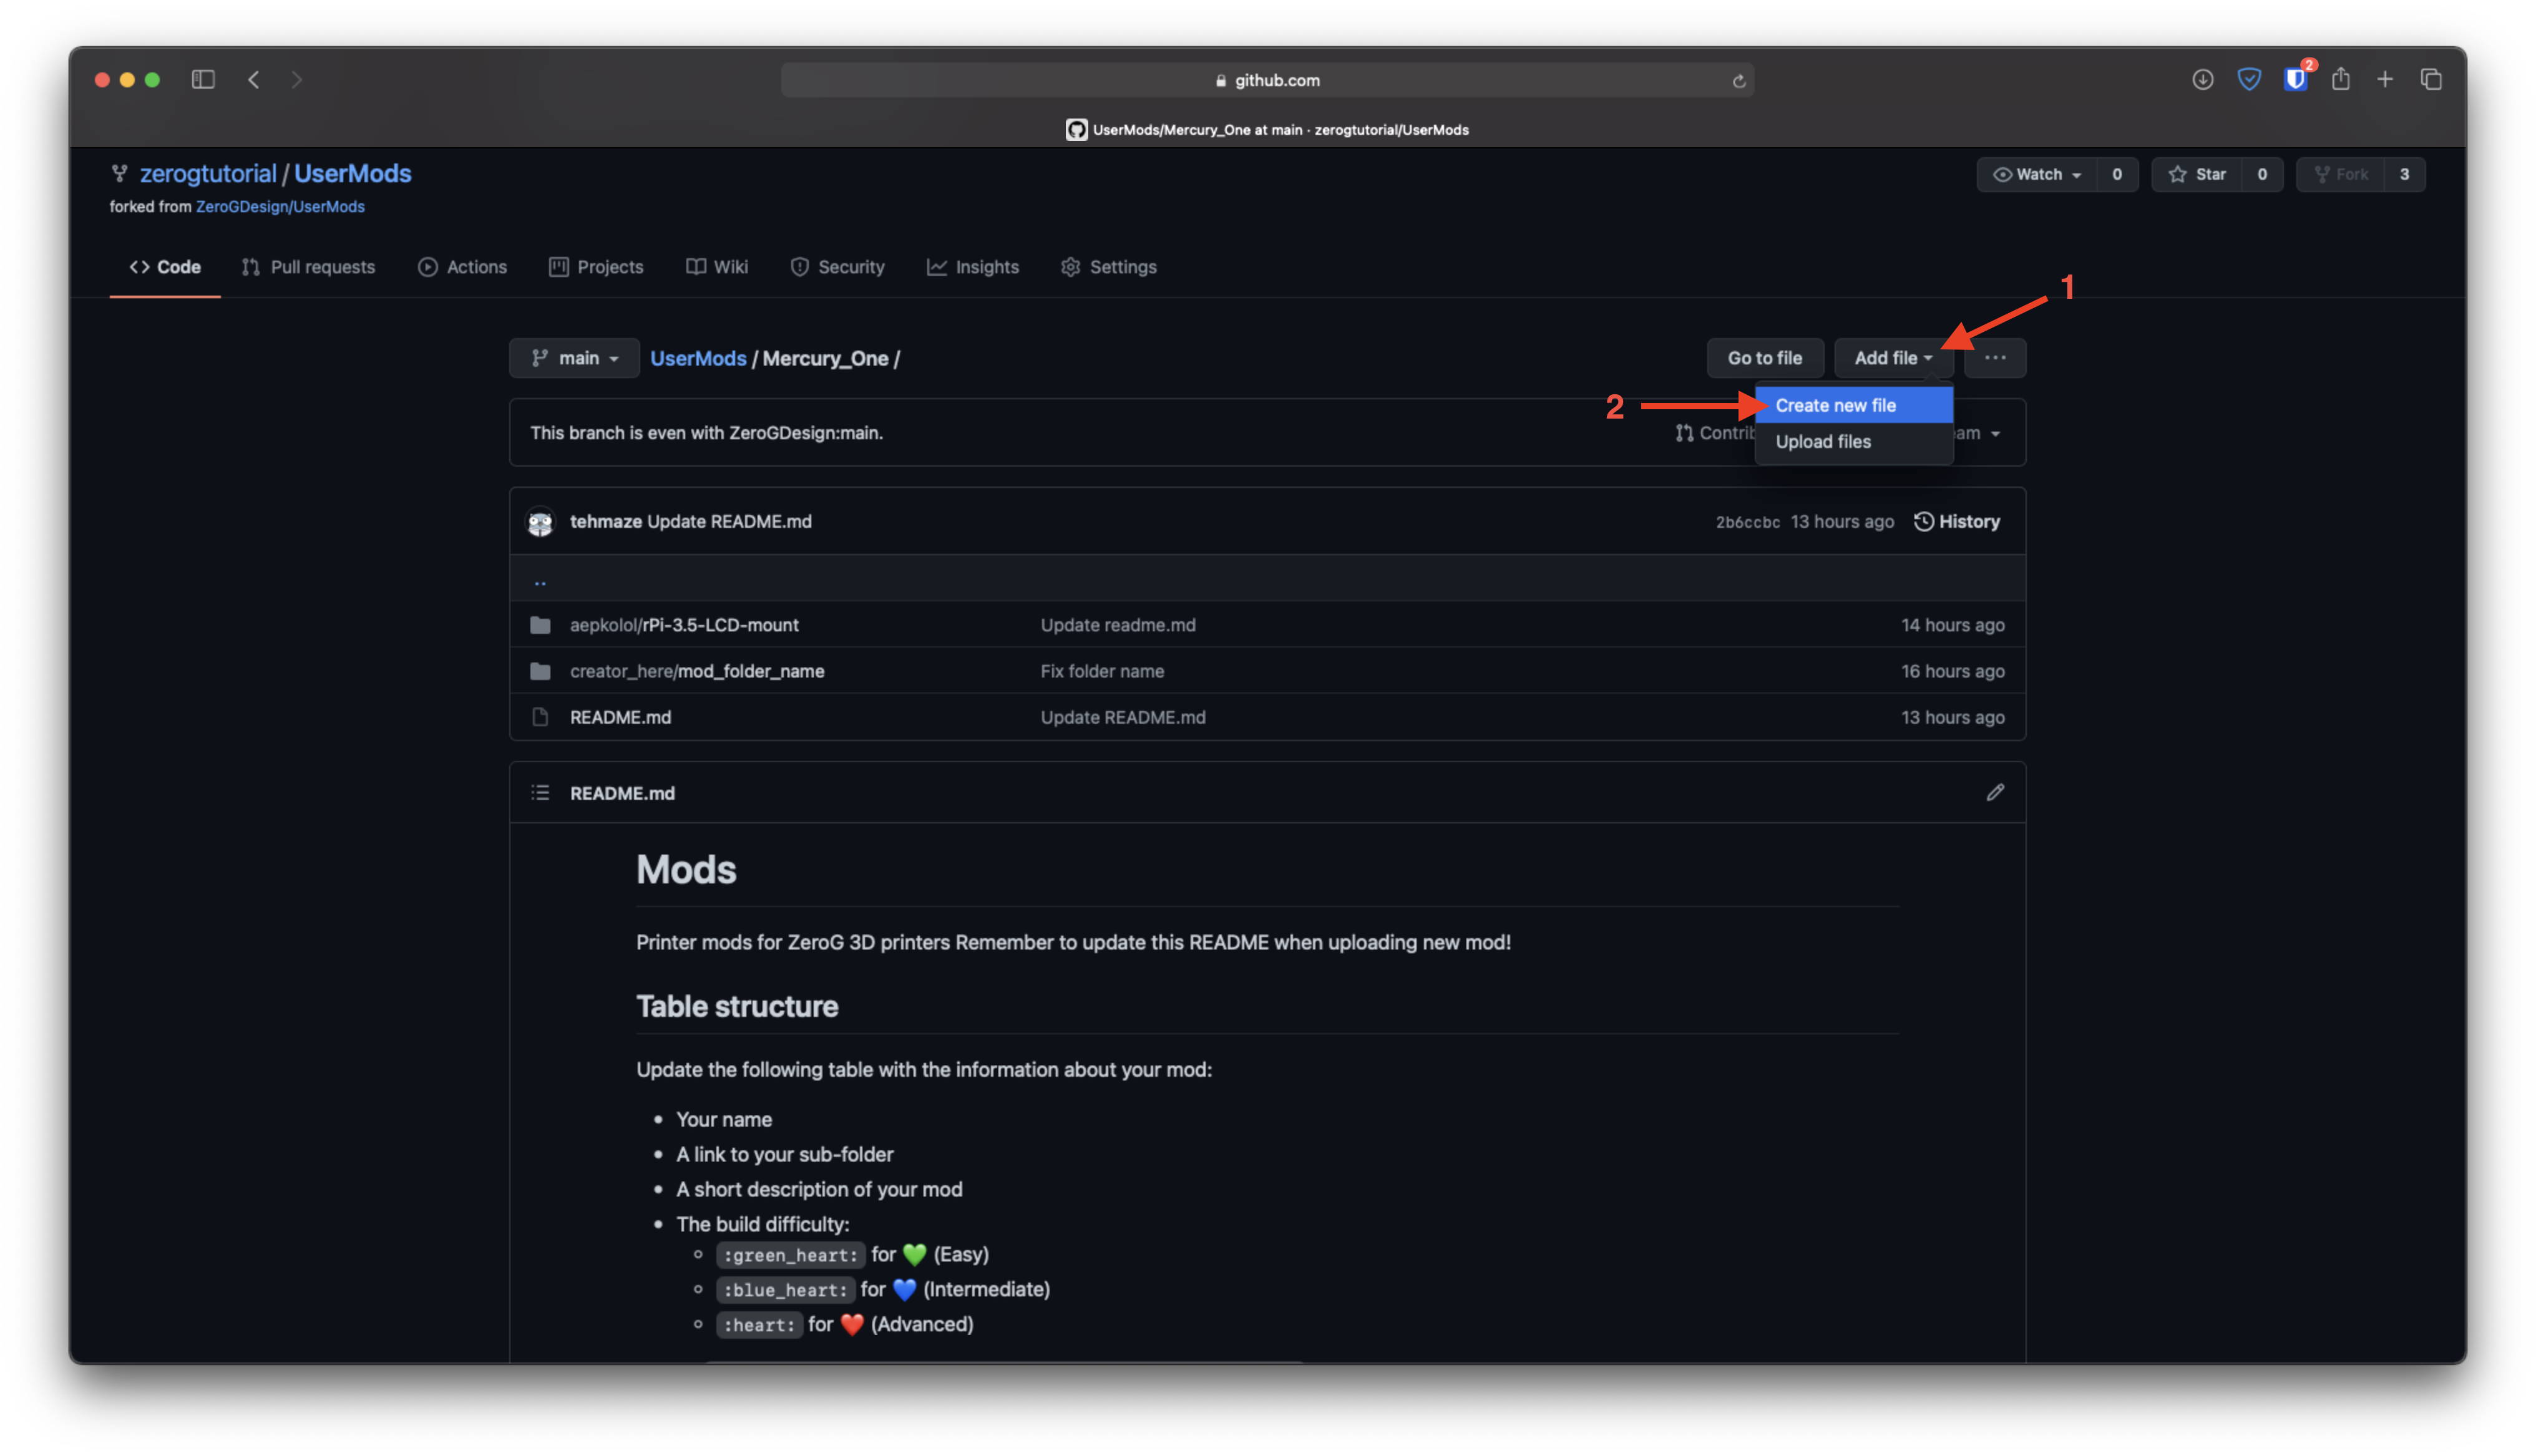 github.com
2
UserMods/Mercury_One at main · zerogtutorial/UserMods
zerogtutorial / UserMods
Watch 0 Star 0 Fork 3
forked from ZeroGDesign/UserMods
Code Pull requests Actions Projects Wiki Security Insights Settings
1
main UserMods / Mercury_One / Go to file Add file ...
2 Create new file
This branch is even with ZeroGDesign:main. Contrib am
Upload files
tehmaze Update README.md 2b6ccbc 13 hours ago History
..
aepkolol/rPi-3.5-LCD-mount Update readme.md 14 hours ago
creator_here/mod_folder_name Fix folder name 16 hours ago
README.md Update README.md 13 hours ago
README.md
Mods
Printer mods for ZeroG 3D printers Remember to update this README when uploading new mod!
Table structure
Update the following table with the information about your mod:
• Your name
• A link to your sub-folder
• A short description of your mod
• The build difficulty:
○ :green_heart: for 💚 (Easy)
○ :blue_heart: for 💙 (Intermediate)
○ :heart: for ❤️ (Advanced)